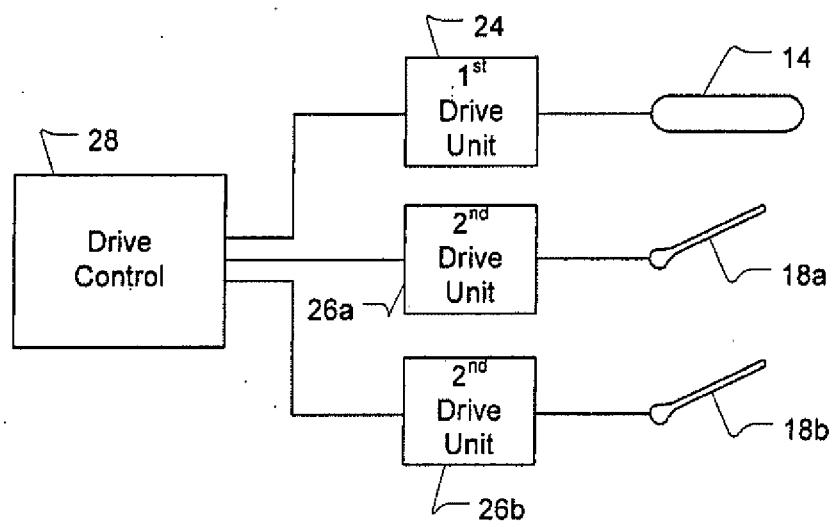 24
14
1st
Drive
Unit
28
Drive
Control
2nd
Drive
Unit
26a
18a
2nd
Drive
Unit
18b
26b